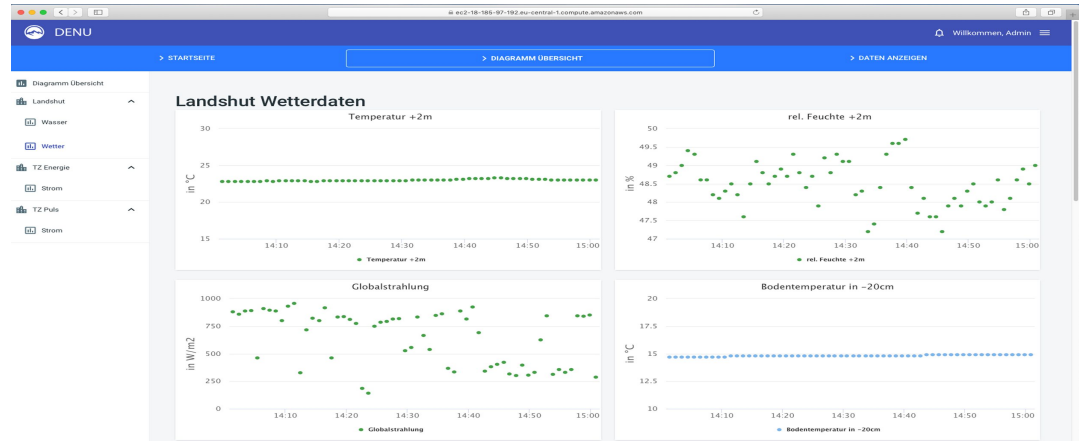 ec2-18-185-97-192.eu-central-1.compute.amazonaws.com
DENU
Willkommen, Admin
> STARTSEITE
> DIAGRAMM ÜBERSICHT
> DATEN ANZEIGEN
Diagramm Übersicht
Landshut
Wasser
Wetter
TZ Energie
Strom
TZ Puls
Strom
Landshut Wetterdaten
Temperatur +2m
in °C
30
25
20
15
14:10 14:20 14:30 14:40 14:50 15:00
Temperatur +2m
rel. Feuchte +2m
in %
50
49.5
49
48.5
48
47.5
47
14:10 14:20 14:30 14:40 14:50 15:00
rel. Feuchte +2m
Globalstrahlung
in W/m2
1000
750
500
250
0
14:10 14:20 14:30 14:40 14:50 15:00
Globalstrahlung
Bodentemperatur in −20cm
in °C
20
17.5
15
12.5
10
14:10 14:20 14:30 14:40 14:50 15:00
Bodentemperatur in −20cm